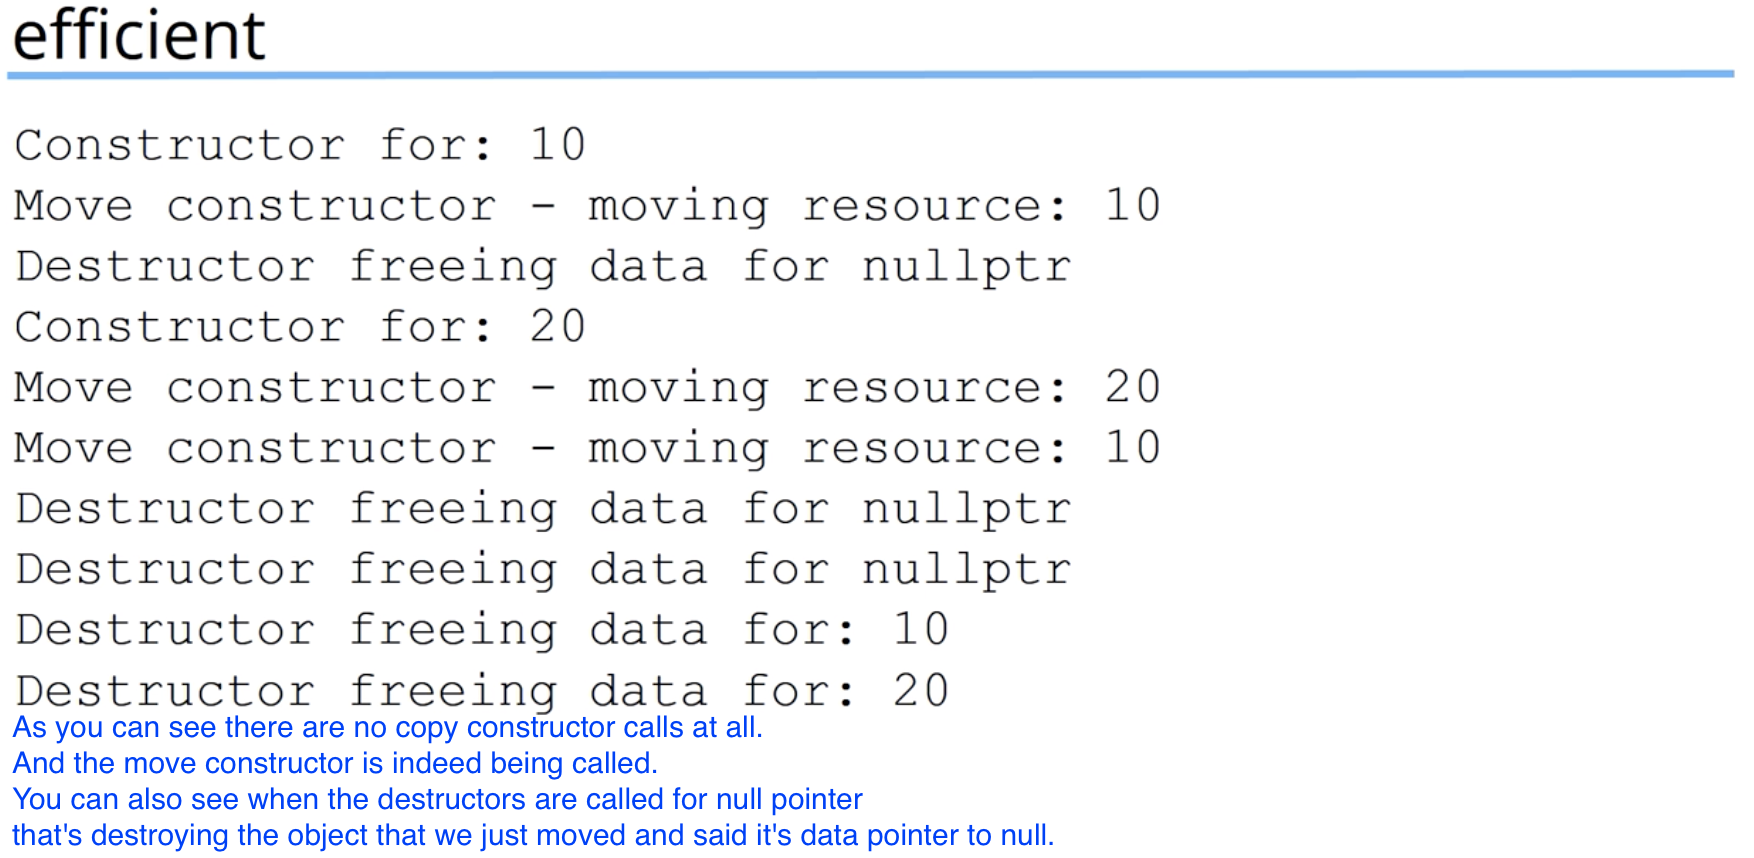 efficient
Constructor for: 10
Move constructor - moving resource: 10
Destructor freeing data for nullptr
Constructor for: 20
Move constructor - moving resource: 20
Move constructor - moving resource: 10
Destructor freeing data for nullptr
Destructor freeing data for nullptr
Destructor freeing data for: 10
Destructor freeing data for: 20
As you can see there are no copy constructor calls at all.
And the move constructor is indeed being called.
You can also see when the destructors are called for null pointer
that's destroying the object that we just moved and said it's data pointer to null.